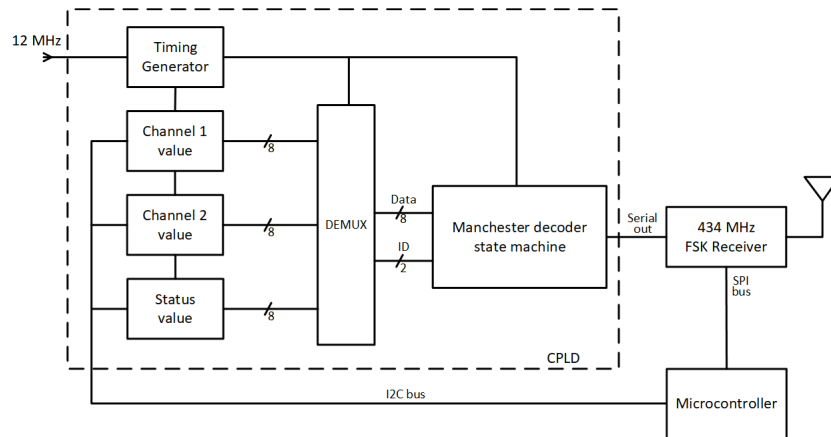 12 MHz
Timing
Generator
Channel 1
value
8
Channel 2
value
8
Status
value
8
DEMUX
Data
8
ID
2
Manchester decoder
state machine
Serial
out
434 MHz
FSK Receiver
SPI
bus
CPLD
I2C bus
Microcontroller